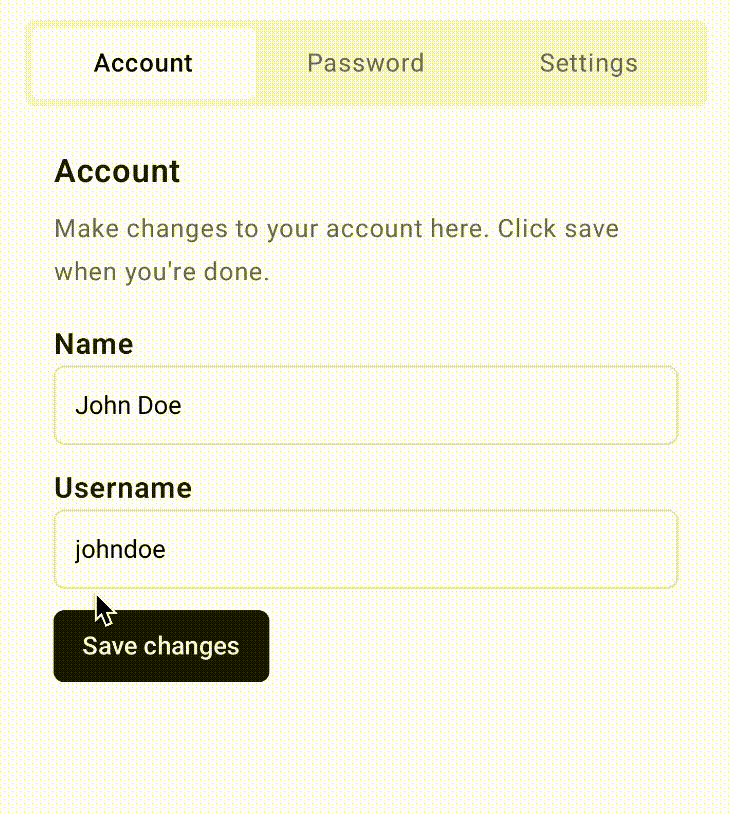 Account Password Settings
Account
Make changes to your account here. Click save
when you're done.
Name
John Doe
Username
johndoe
Save changes